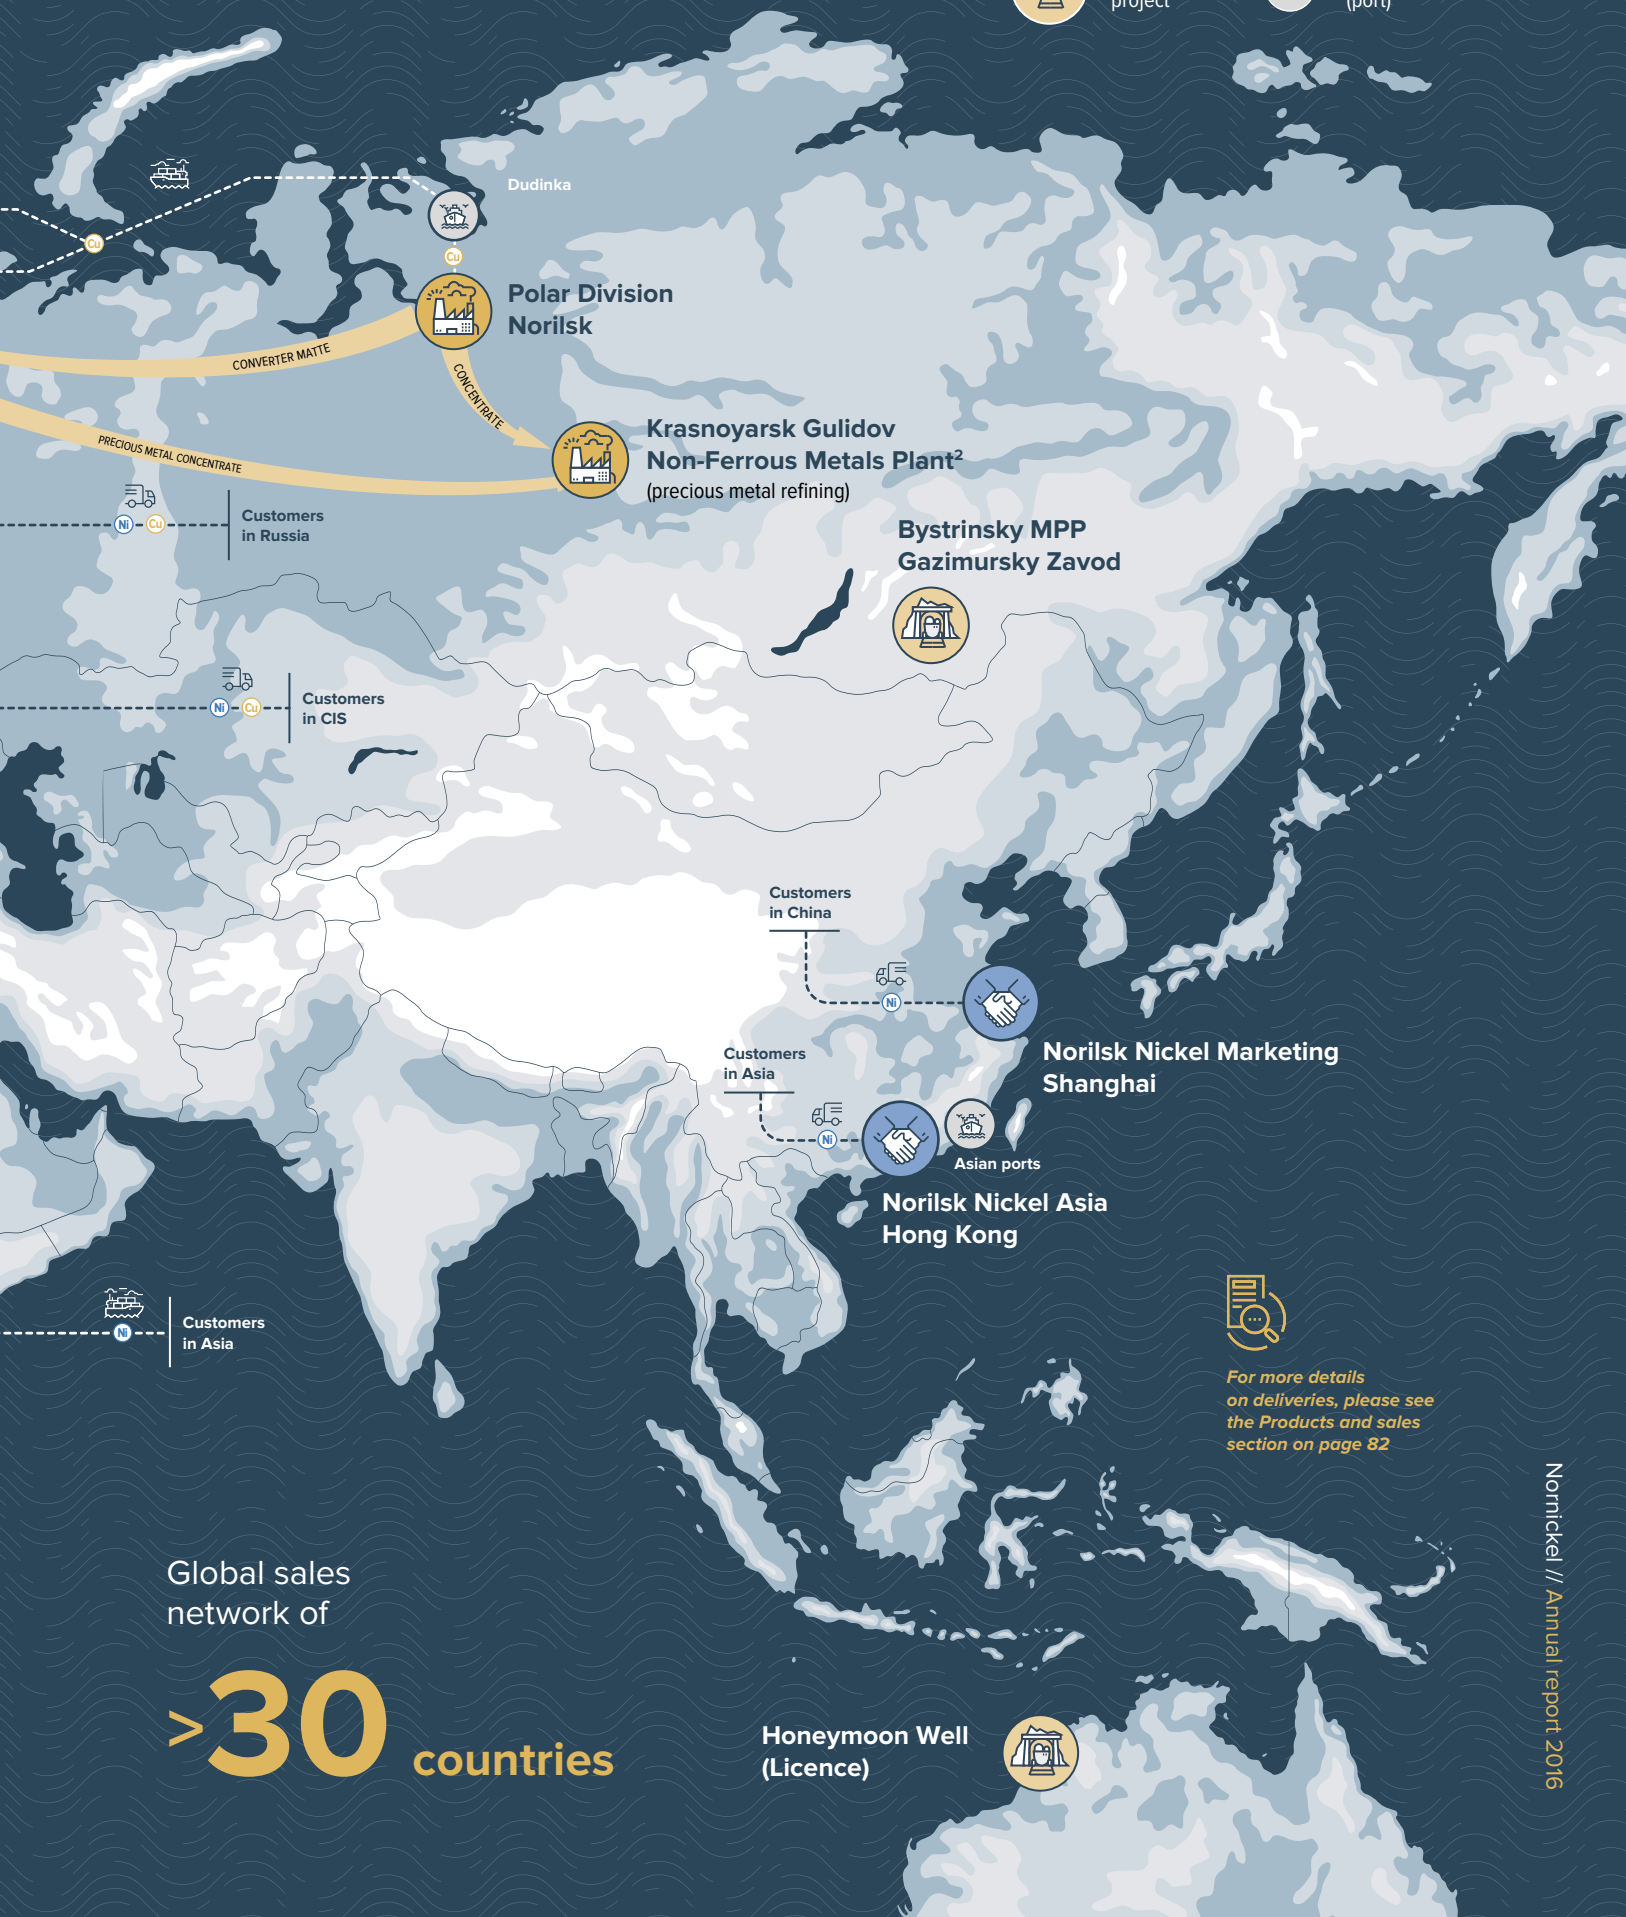 project
(port)
Dudinka
Cu
Cu
Polar Division
Norilsk
CONVERTER MATTE
CONCENTRATE
PRECIOUS METAL CONCENTRATE
Krasnoyarsk Gulidov
Non-Ferrous Metals Plant²
(precious metal refining)
Ni Cu
Customers
in Russia
Bystrinsky MPP
Gazimursky Zavod
Ni Cu
Customers
in CIS
Customers
in China
Ni
Norilsk Nickel Marketing
Shanghai
Customers
in Asia
Ni
Asian ports
Norilsk Nickel Asia
Hong Kong
Ni
Customers
in Asia
For more details
on deliveries, please see
the Products and sales
section on page 82
Nornickel // Annual report 2016
Global sales
network of
>30 countries
Honeymoon Well
(Licence)